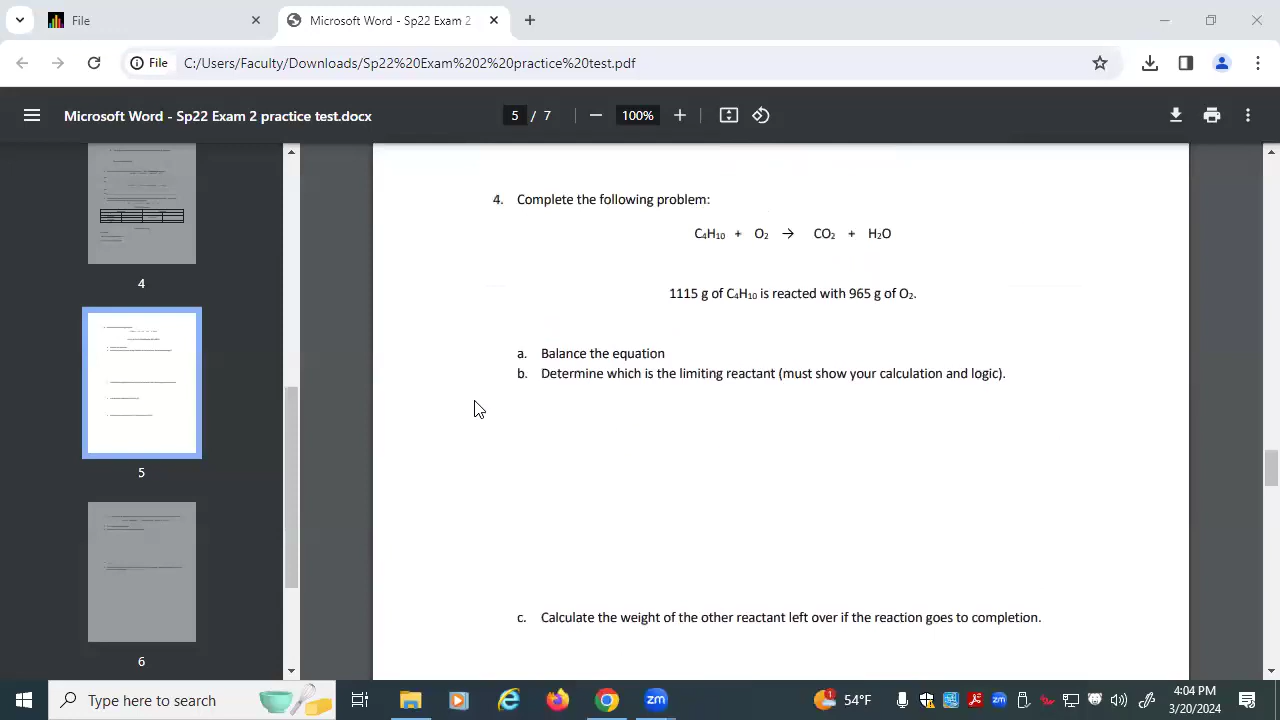 File
Microsoft Word - Sp22 Exam 2
File C:/Users/Faculty/Downloads/Sp22%20Exam%202%20practice%20test.pdf
Microsoft Word - Sp22 Exam 2 practice test.docx 5 / 7 100%
4. Complete the following problem:
C₄H₁₀ + O₂ → CO₂ + H₂O
1115 g of C₄H₁₀ is reacted with 965 g of O₂.
a. Balance the equation
b. Determine which is the limiting reactant (must show your calculation and logic).
c. Calculate the weight of the other reactant left over if the reaction goes to completion.
4
5
6
Type here to search
zm
1 54°F
zm
4:04 PM
3/20/2024